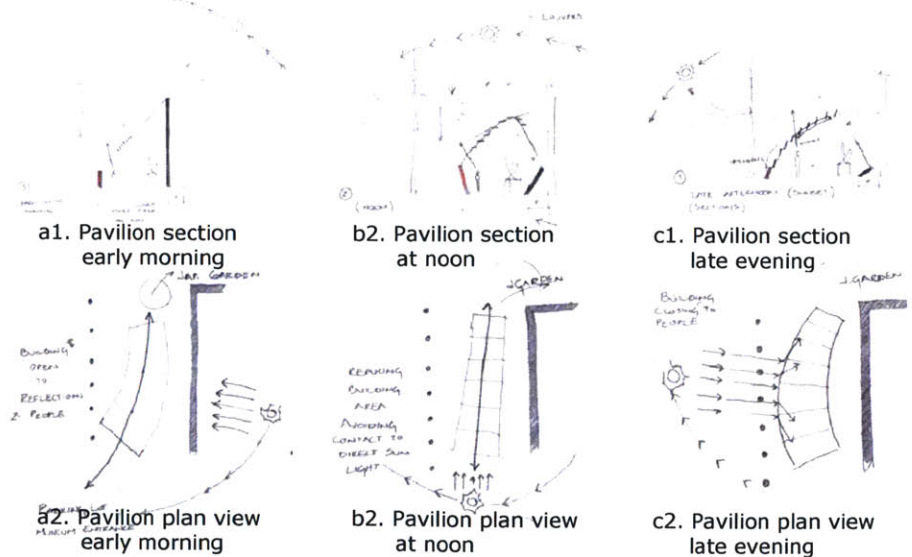 LOUVERS
(NOON)
LATE AFTERNOON (SUNSET)
(SECTIONS)
a1. Pavilion section
early morning
b2. Pavilion section
at noon
c1. Pavilion section
late evening
JAP. GARDEN
BUILDING
OPEN
TO
REFLECTIONS
& PEOPLE
MUSEUM ENTRANCE
a2. Pavilion plan view
early morning
J.GARDEN
BUILDING
AREA
AVOIDING
CONTACT TO
DIRECT SUN
LIGHT
b2. Pavilion plan view
at noon
J.GARDEN
BUILDING
CLOSING TO
PEOPLE
c2. Pavilion plan view
late evening